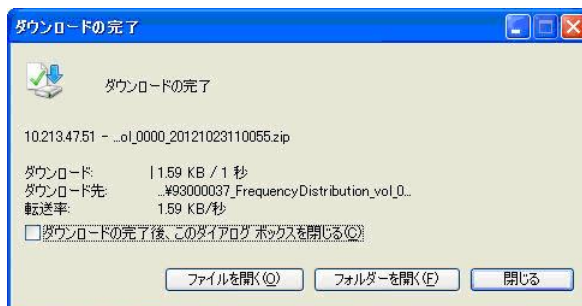 ダウンロードの完了
ダウンロードの完了
10.213.47.51 - ...ol_0000_20121023110055.zip
ダウンロード: 1.59 KB / 1 秒
ダウンロード先: ...¥93000037_FrequencyDistribution_vol_0...
転送率: 1.59 KB/秒
ダウンロードの完了後、このダイアログ ボックスを閉じる(C)
ファイルを開く(O) フォルダーを開く(F) 閉じる